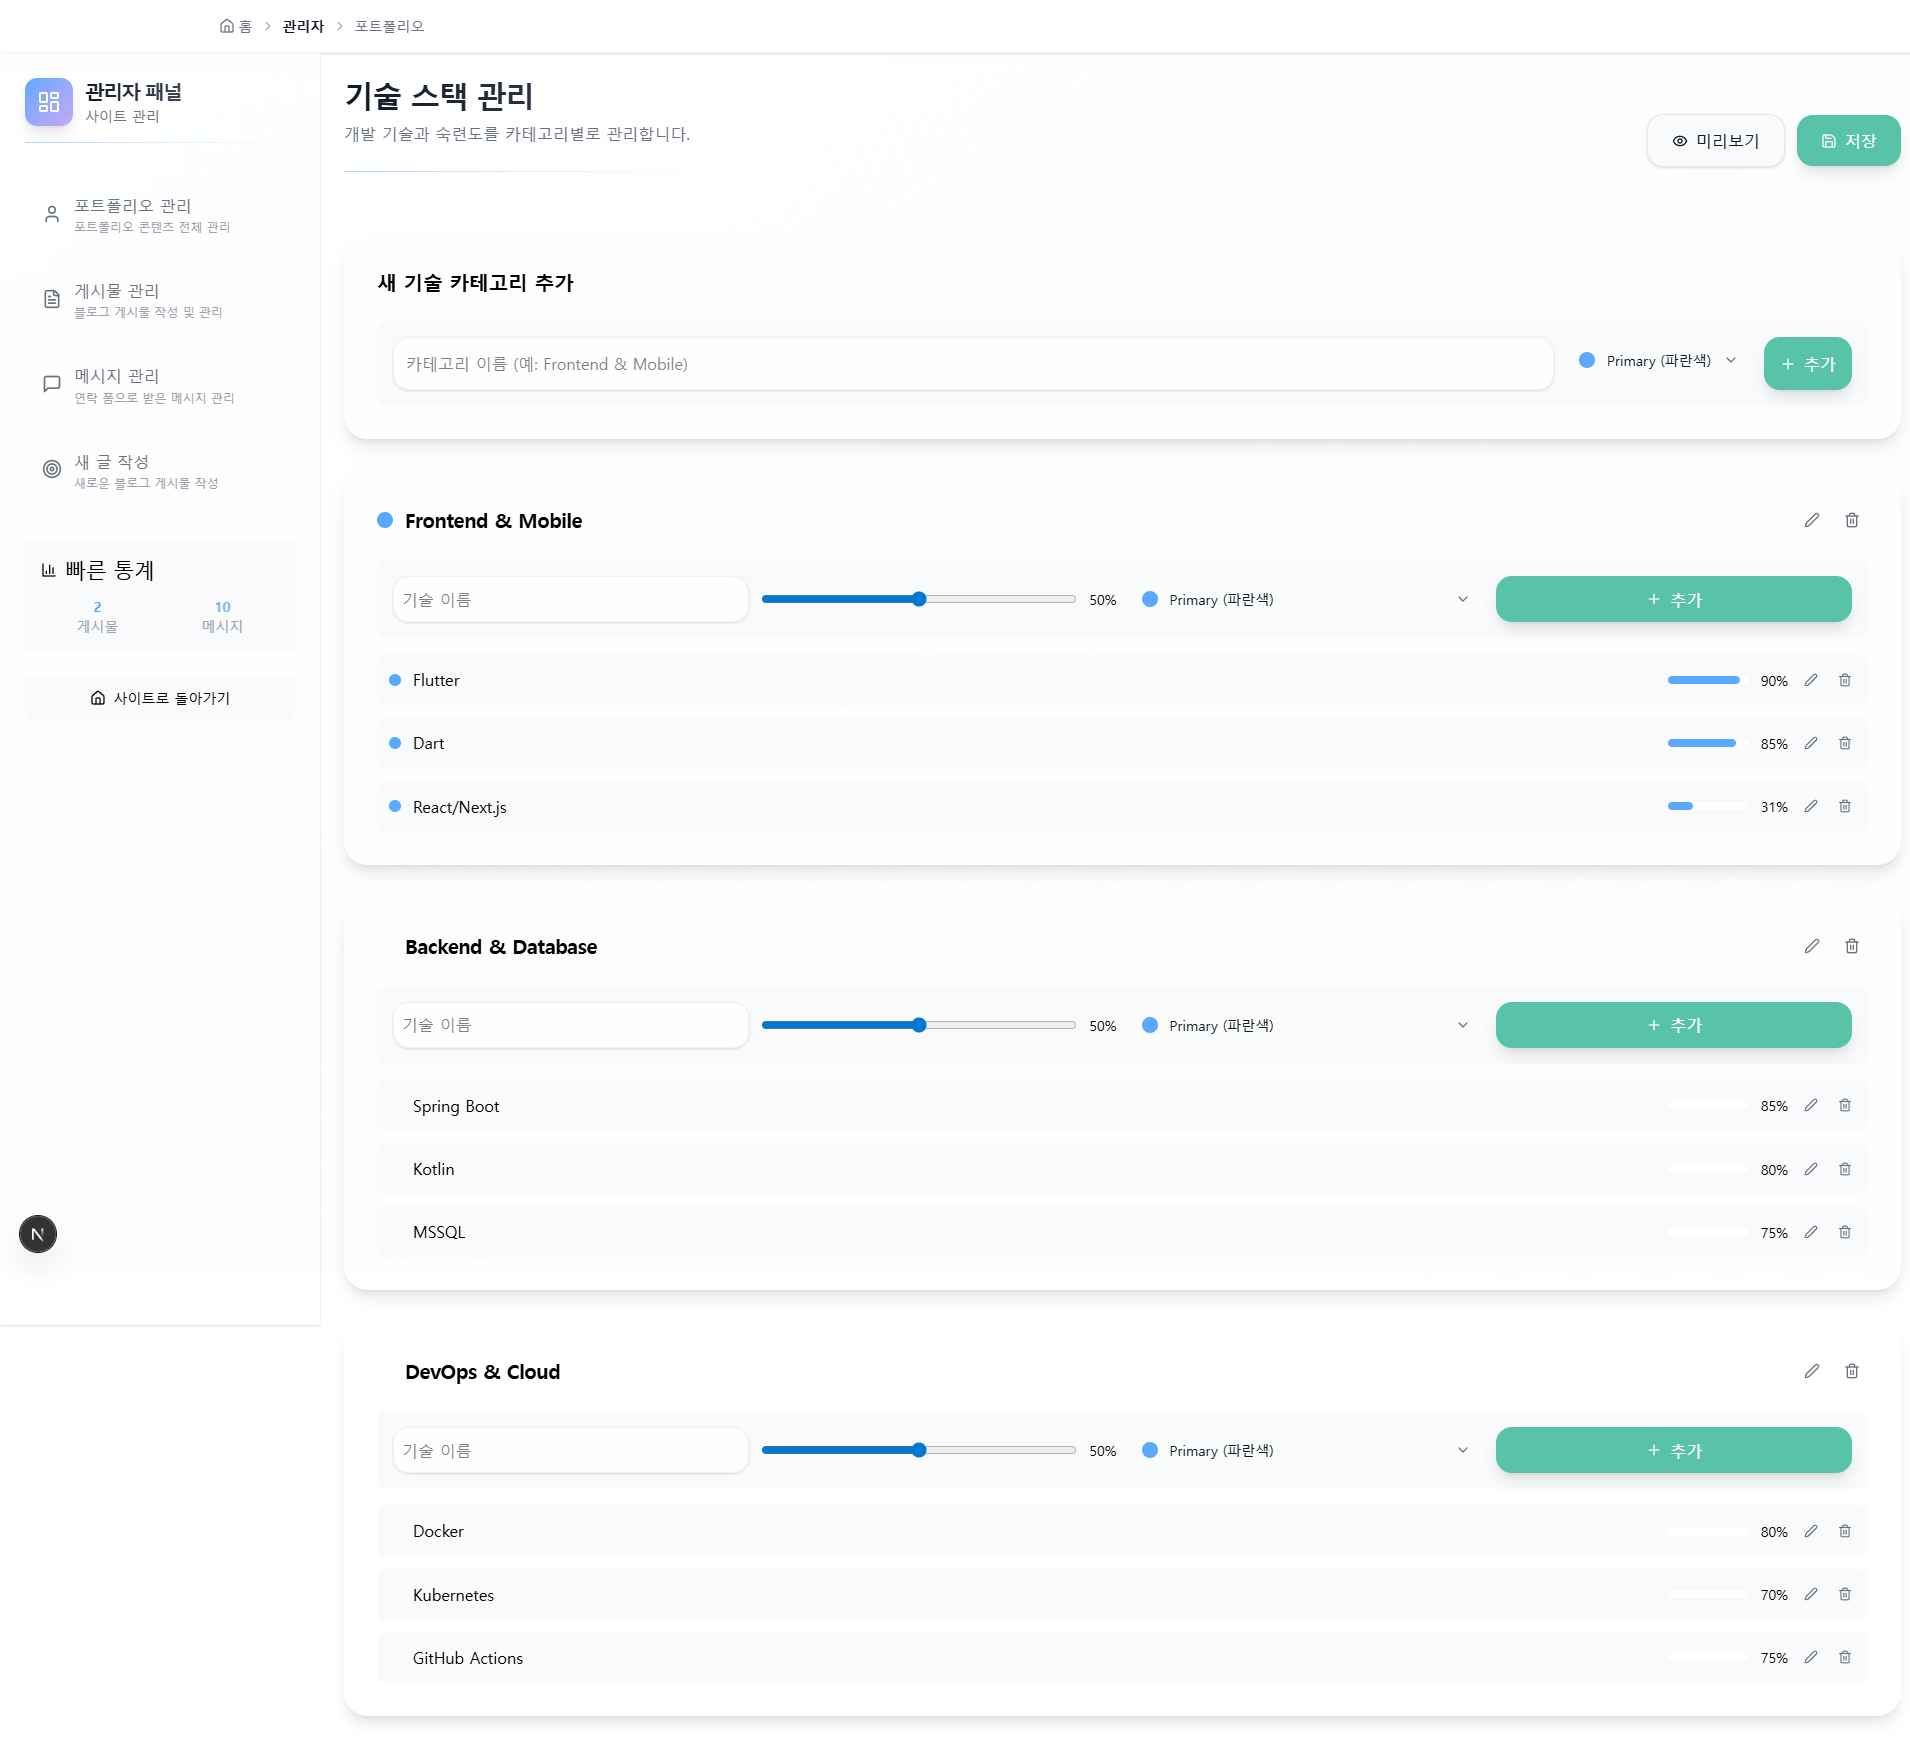 홈 > 관리자 > 포트폴리오
관리자 패널
사이트 관리
포트폴리오 관리
포트폴리오 콘텐츠 전체 관리
게시물 관리
블로그 게시물 작성 및 관리
메시지 관리
연락 폼으로 받은 메시지 관리
새 글 작성
새로운 블로그 게시물 작성
빠른 통계
2 10
게시물 메시지
사이트로 돌아가기
N
기술 스택 관리
개발 기술과 숙련도를 카테고리별로 관리합니다.
미리보기 저장
새 기술 카테고리 추가
카테고리 이름 (예: Frontend & Mobile) Primary (파란색) + 추가
Frontend & Mobile
기술 이름 50% Primary (파란색) + 추가
Flutter 90%
Dart 85%
React/Next.js 31%
Backend & Database
기술 이름 50% Primary (파란색) + 추가
Spring Boot 85%
Kotlin 80%
MSSQL 75%
DevOps & Cloud
기술 이름 50% Primary (파란색) + 추가
Docker 80%
Kubernetes 70%
GitHub Actions 75%